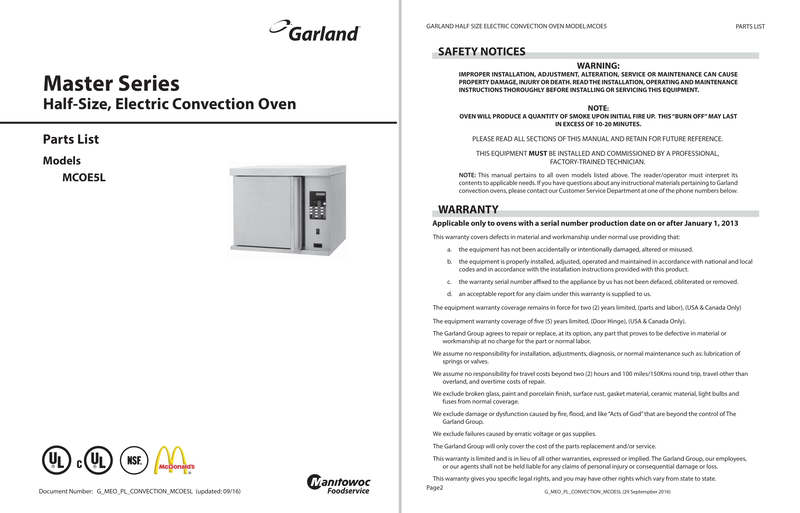 Garland
Master Series
Half-Size, Electric Convection Oven
Parts List
Models
MCOE5L
UL
C UL
NSF.
McDonald's
Manitowoc
Foodservice
Document Number: G_MEO_PL_CONVECTION_MCOE5L (updated: 09/16)
GARLAND HALF SIZE ELECTRIC CONVECTION OVEN MODEL:MCOE5 PARTS LIST
SAFETY NOTICES
WARNING:
IMPROPER INSTALLATION, ADJUSTMENT, ALTERATION, SERVICE OR MAINTENANCE CAN CAUSE
PROPERTY DAMAGE, INJURY OR DEATH. READ THE INSTALLATION, OPERATING AND MAINTENANCE
INSTRUCTIONS THOROUGHLY BEFORE INSTALLING OR SERVICING THIS EQUIPMENT.
NOTE:
OVEN WILL PRODUCE A QUANTITY OF SMOKE UPON INITIAL FIRE UP. THIS "BURN OFF" MAY LAST
IN EXCESS OF 10-20 MINUTES.
PLEASE READ ALL SECTIONS OF THIS MANUAL AND RETAIN FOR FUTURE REFERENCE.
THIS EQUIPMENT MUST BE INSTALLED AND COMMISSIONED BY A PROFESSIONAL,
FACTORY-TRAINED TECHNICIAN.
NOTE: This manual pertains to all oven models listed above. The reader/operator must interpret its
contents to applicable needs. If you have questions about any instructional materials pertaining to Garland
convection ovens, please contact our Customer Service Department at one of the phone numbers below.
WARRANTY
Applicable only to ovens with a serial number production date on or after January 1, 2013
This warranty covers defects in material and workmanship under normal use providing that:
a. the equipment has not been accidentally or intentionally damaged, altered or misused.
b. the equipment is properly installed, adjusted, operated and maintained in accordance with national and local
codes and in accordance with the installation instructions provided with this product.
c. the warranty serial number affixed to the appliance by us has not been defaced, obliterated or removed.
d. an acceptable report for any claim under this warranty is supplied to us.
The equipment warranty coverage remains in force for two (2) years limited, (parts and labor), (USA & Canada Only)
The equipment warranty coverage of five (5) years limited, (Door Hinge), (USA & Canada Only).
The Garland Group agrees to repair or replace, at its option, any part that proves to be defective in material or
workmanship at no charge for the part or normal labor.
We assume no responsibility for installation, adjustments, diagnosis, or normal maintenance such as: lubrication of
springs or valves.
We assume no responsibility for travel costs beyond two (2) hours and 100 miles/150Kms round trip, travel other than
overland, and overtime costs of repair.
We exclude broken glass, paint and porcelain finish, surface rust, gasket material, ceramic material, light bulbs and
fuses from normal coverage.
We exclude damage or dysfunction caused by fire, flood, and like "Acts of God" that are beyond the control of The
Garland Group.
We exclude failures caused by erratic voltage or gas supplies.
The Garland Group will only cover the cost of the parts replacement and/or service.
This warranty is limited and is in lieu of all other warranties, expressed or implied. The Garland Group, our employees,
or our agents shall not be held liable for any claims of personal injury or consequential damage or loss.
This warranty gives you specific legal rights, and you may have other rights which vary from state to state.
Page2
G_MEO_PL_CONVECTION_MCOE5L (29 Septempber 2016)